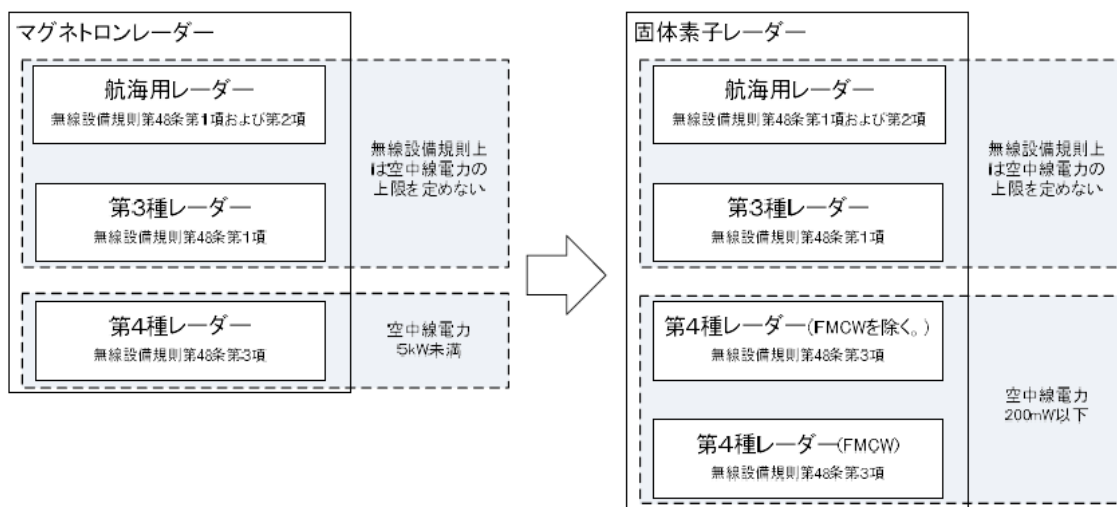 マグネトロンレーダー
航海用レーダー
無線設備規則第48条第1項および第2項
第3種レーダー
無線設備規則第48条第1項
無線設備規則上
は空中線電力の
上限を定めない
第4種レーダー
無線設備規則第48条第3項
空中線電力
5kW未満
固体素子レーダー
航海用レーダー
無線設備規則第48条第1項および第2項
第3種レーダー
無線設備規則第48条第1項
無線設備規則上
は空中線電力の
上限を定めない
第4種レーダー(FMCWを除く。)
無線設備規則第48条第3項
第4種レーダー(FMCW)
無線設備規則第48条第3項
空中線電力
200mW以下